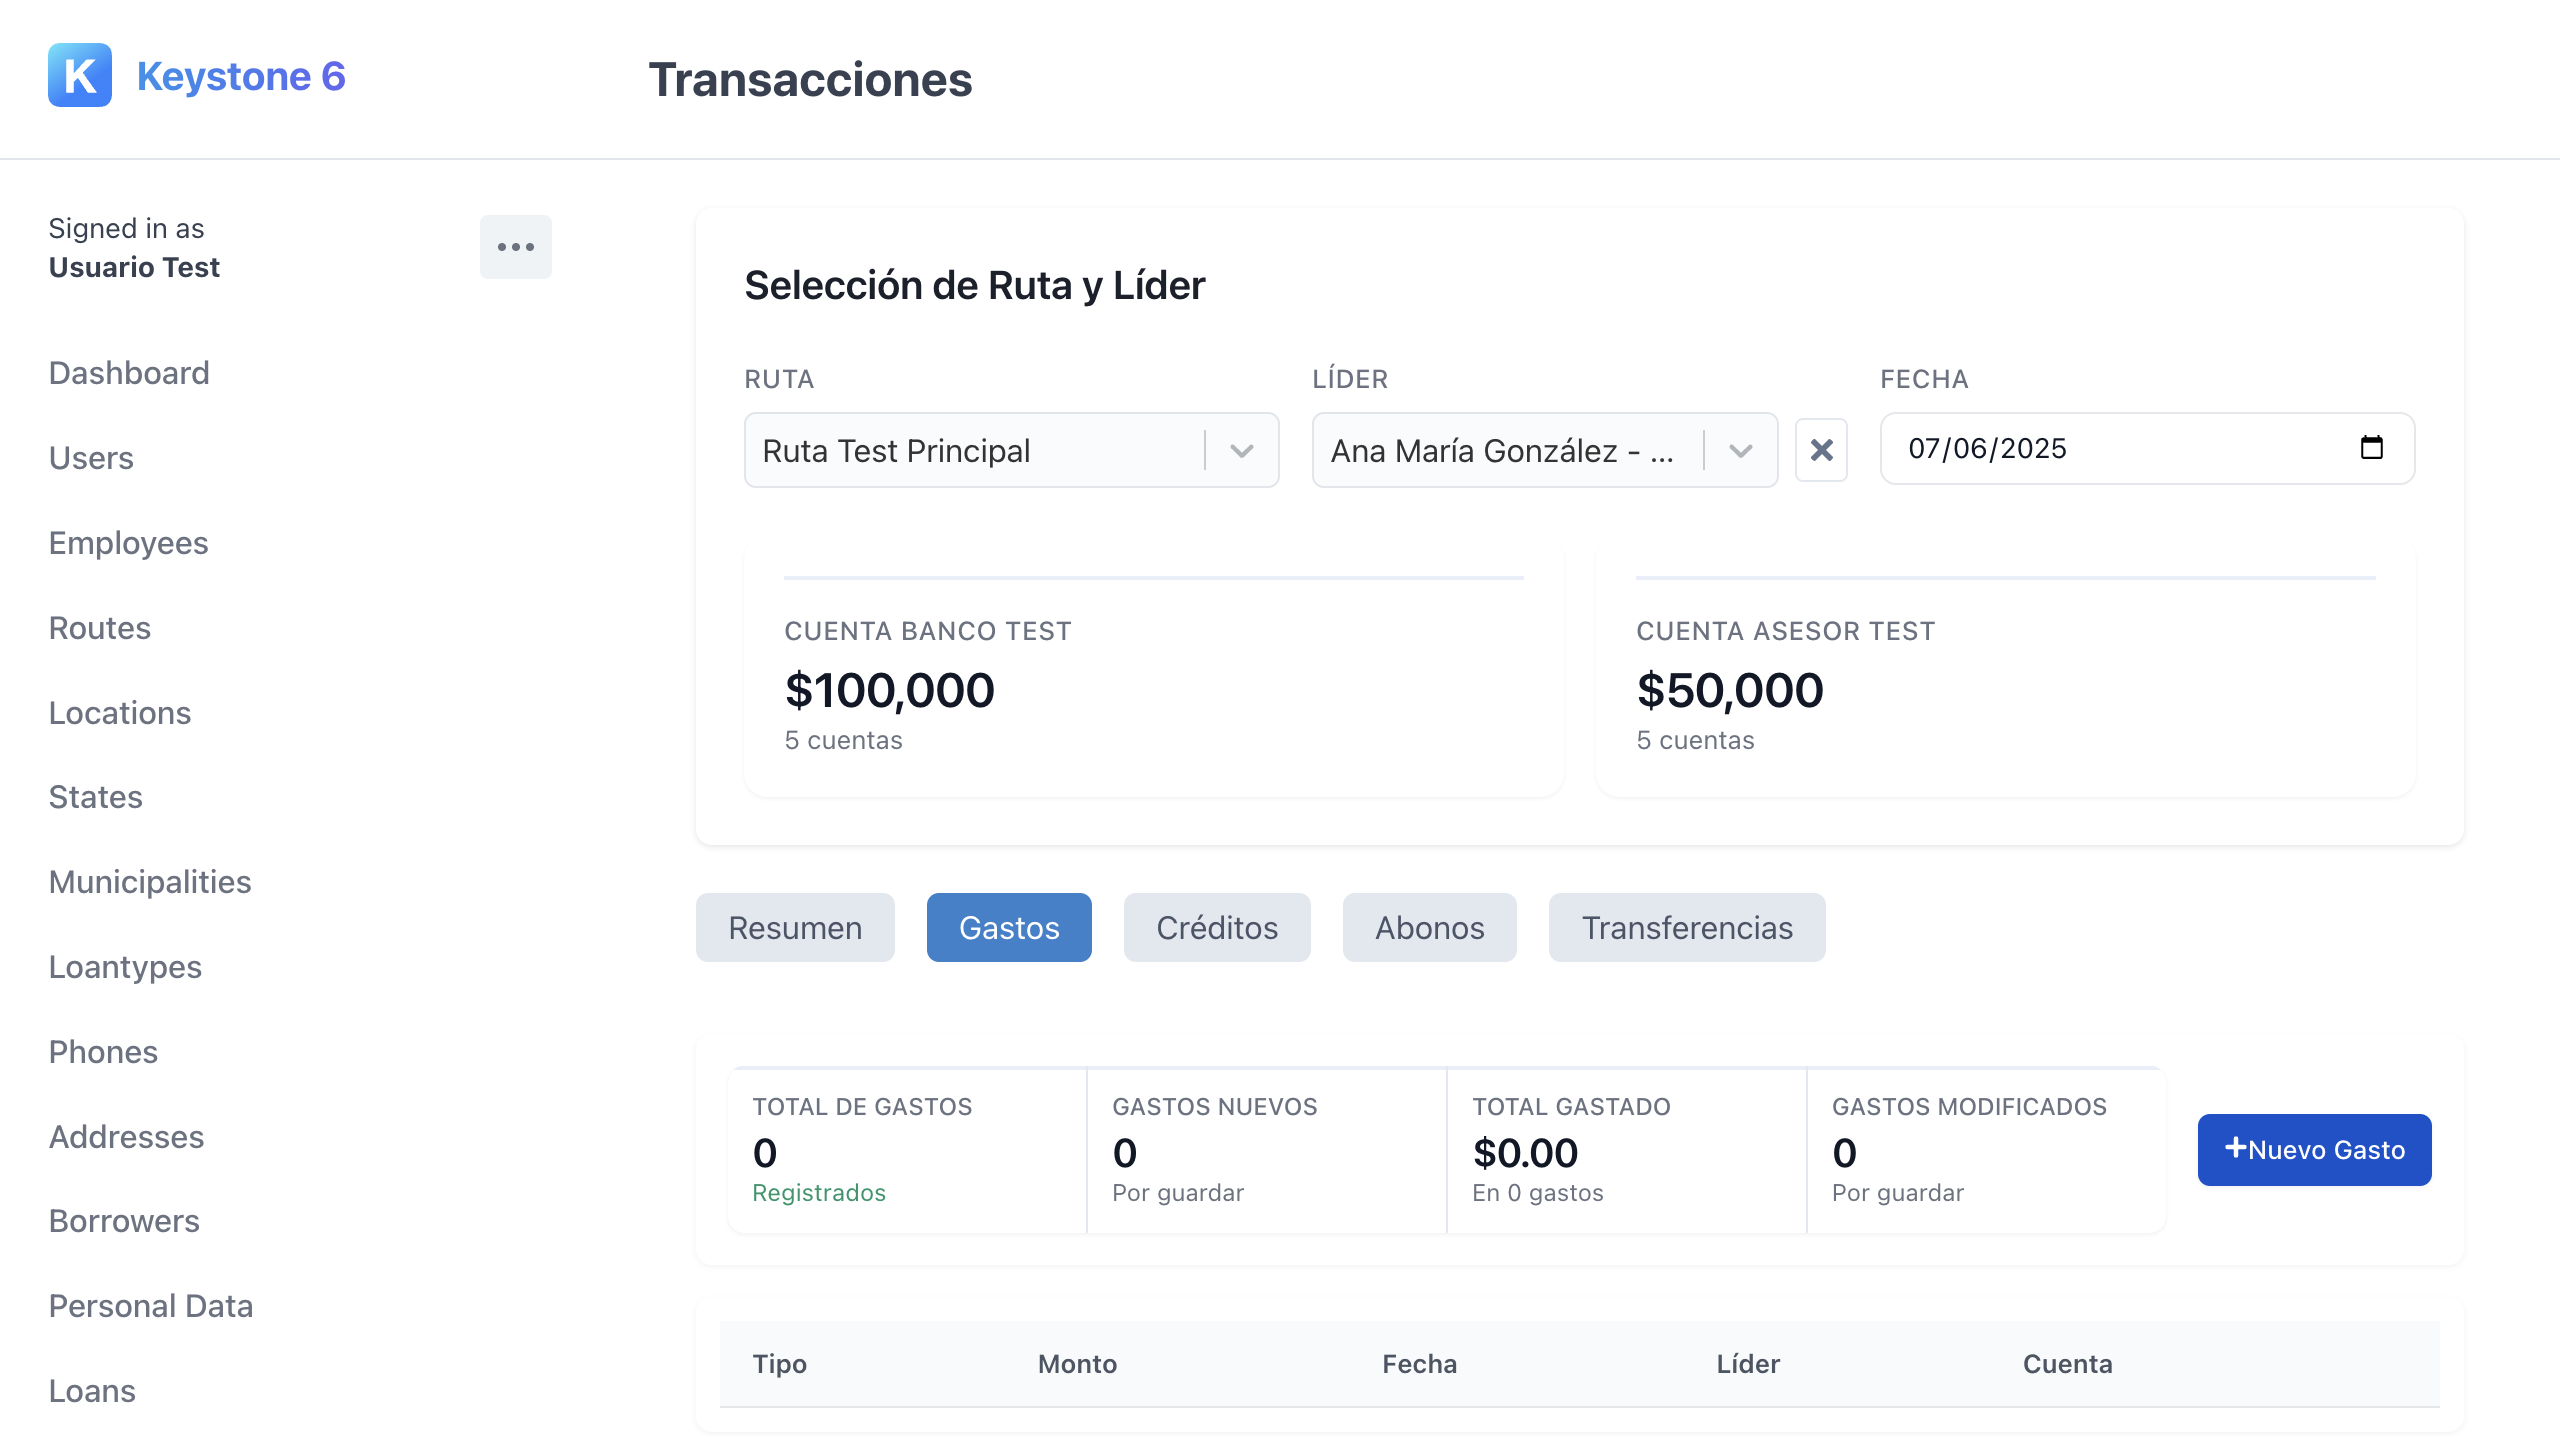 K Keystone 6
Transacciones
Signed in as
Usuario Test
Dashboard
Users
Employees
Routes
Locations
States
Municipalities
Loantypes
Phones
Addresses
Borrowers
Personal Data
Loans
Selección de Ruta y Líder
RUTA
LÍDER
FECHA
Ruta Test Principal
Ana María González - ...
07/06/2025
CUENTA BANCO TEST
$100,000
5 cuentas
CUENTA ASESOR TEST
$50,000
5 cuentas
Resumen
Gastos
Créditos
Abonos
Transferencias
TOTAL DE GASTOS
0
Registrados
GASTOS NUEVOS
0
Por guardar
TOTAL GASTADO
$0.00
En 0 gastos
GASTOS MODIFICADOS
0
Por guardar
+Nuevo Gasto
Tipo Monto Fecha Líder Cuenta